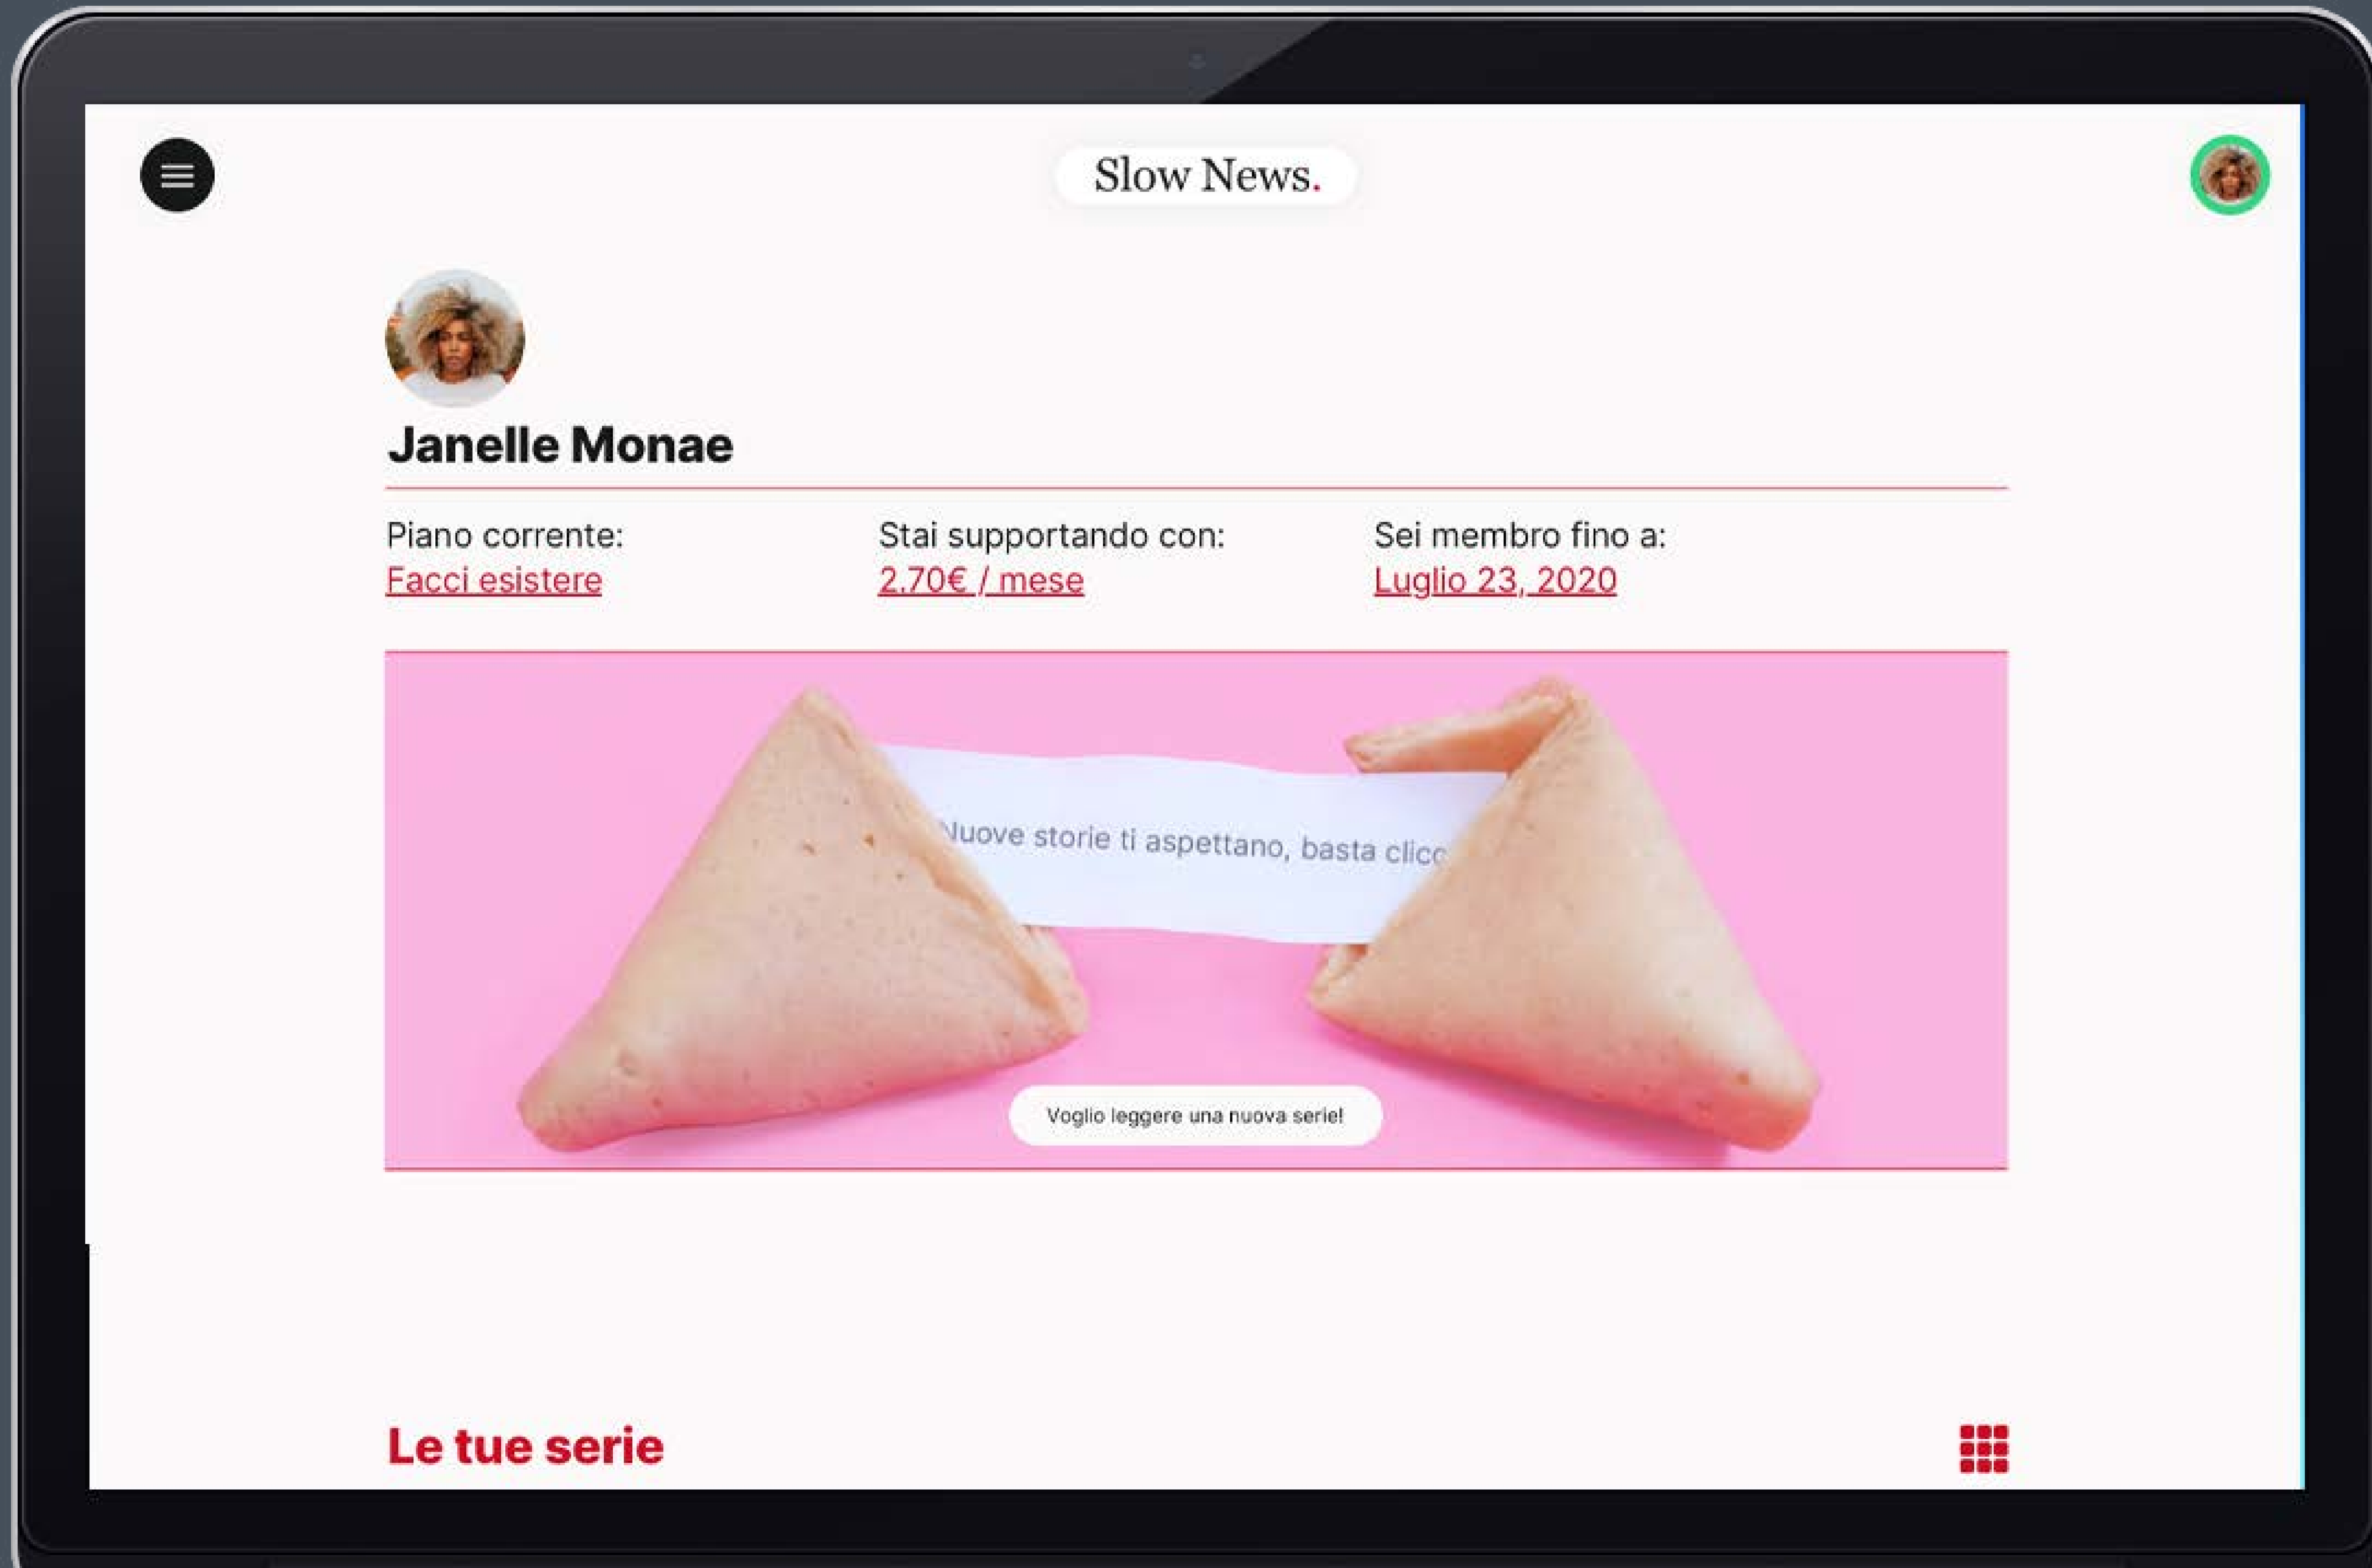 Slow News.
Janelle Monae
Piano corrente:
Facci esistere
Stai supportando con:
2.70€ / mese
Sei membro fino a:
Luglio 23, 2020
Nuove storie ti aspettano, basta clicc
Voglio leggere una nuova serie!
Le tue serie